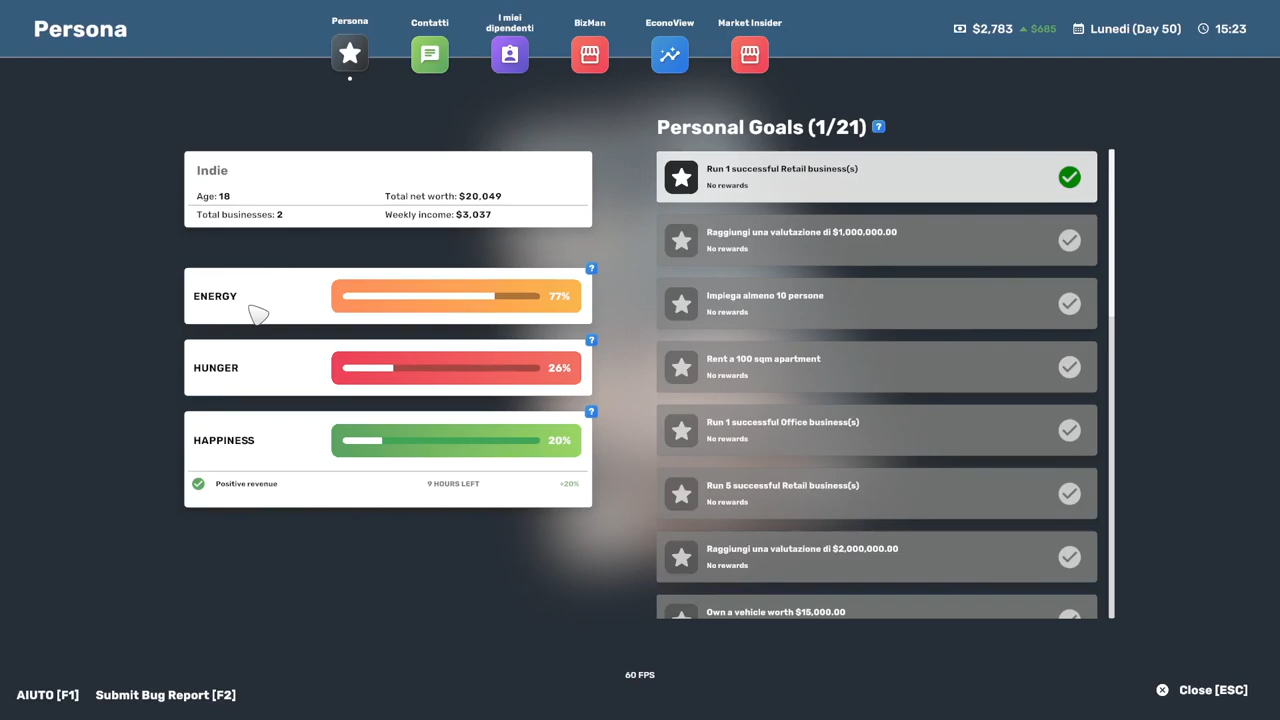 Persona
Persona
Contatti
I miei
dipendenti
BizMan
EconoView
Market Insider
$2,783 ▲ $685
Lunedi (Day 50)
15:23
Personal Goals (1/21) ?
Indie
Age: 18
Total net worth: $20,049
Total businesses: 2
Weekly income: $3,037
?
ENERGY
77%
?
HUNGER
26%
?
HAPPINESS
20%
Positive revenue
9 HOURS LEFT
+20%
Run 1 successful Retail business(s)
No rewards
Raggiungi una valutazione di $1,000,000.00
No rewards
Impiega almeno 10 persone
No rewards
Rent a 100 sqm apartment
No rewards
Run 1 successful Office business(s)
No rewards
Run 5 successful Retail business(s)
No rewards
Raggiungi una valutazione di $2,000,000.00
No rewards
Own a vehicle worth $15,000.00
60 FPS
AIUTO [F1]
Submit Bug Report [F2]
Close [ESC]